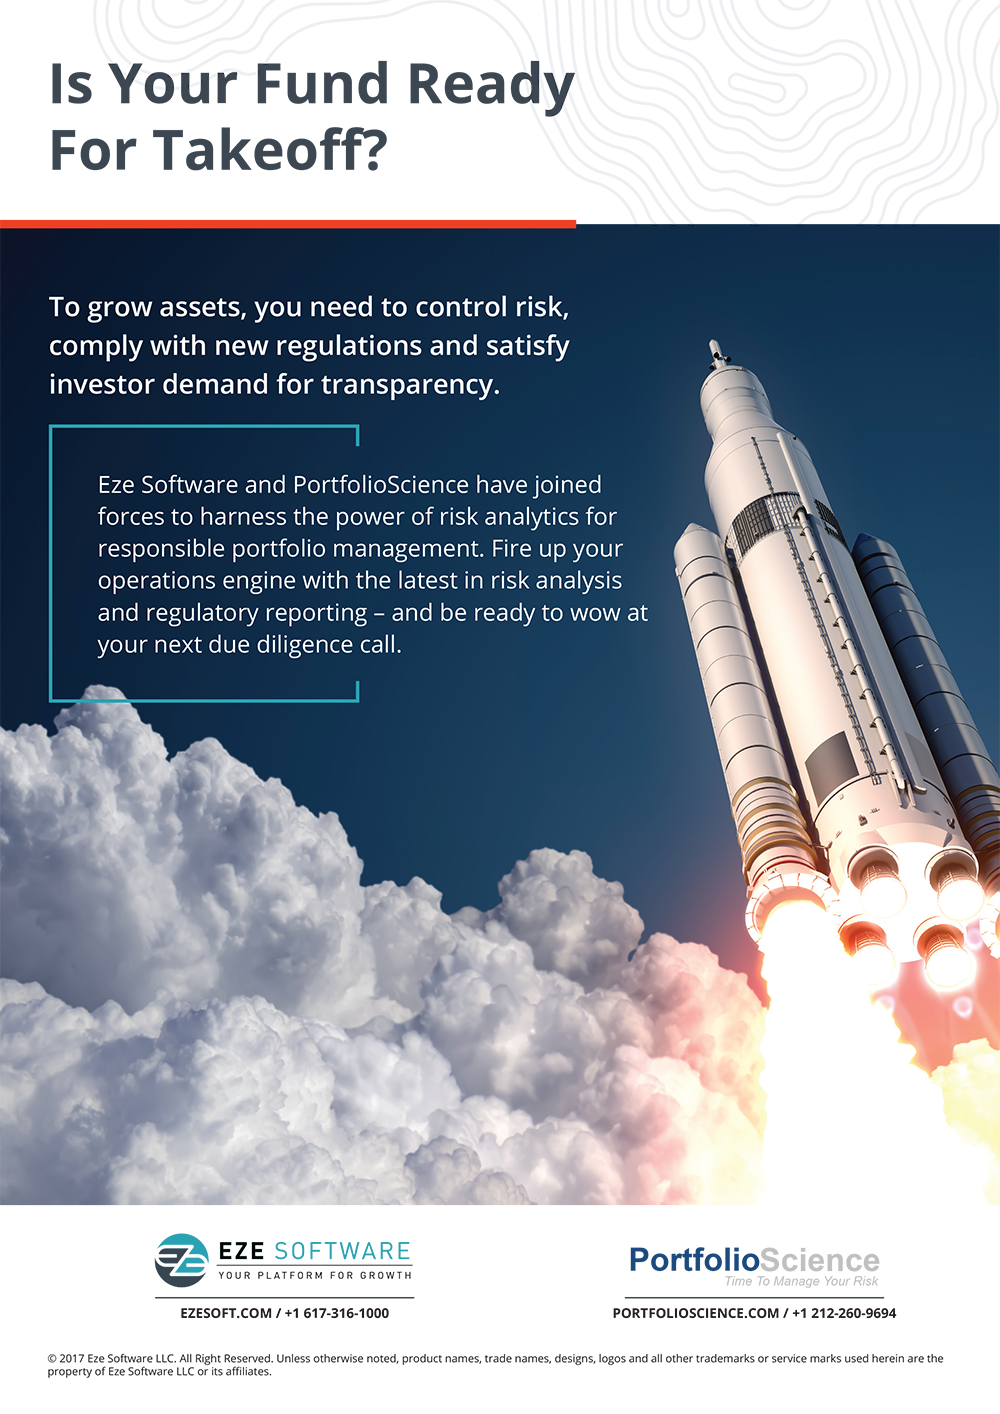 Is Your Fund Ready
For Takeoff?
To grow assets, you need to control risk,
comply with new regulations and satisfy
investor demand for transparency.
Eze Software and PortfolioScience have joined
forces to harness the power of risk analytics for
responsible portfolio management. Fire up your
operations engine with the latest in risk analysis
and regulatory reporting – and be ready to wow at
your next due diligence call.
EZE SOFTWARE
YOUR PLATFORM FOR GROWTH
EZESOFT.COM / +1 617-316-1000
PortfolioScience
Time To Manage Your Risk
PORTFOLIOSCIENCE.COM / +1 212-260-9694
© 2017 Eze Software LLC. All Right Reserved. Unless otherwise noted, product names, trade names, designs, logos and all other trademarks or service marks used herein are the
property of Eze Software LLC or its affiliates.